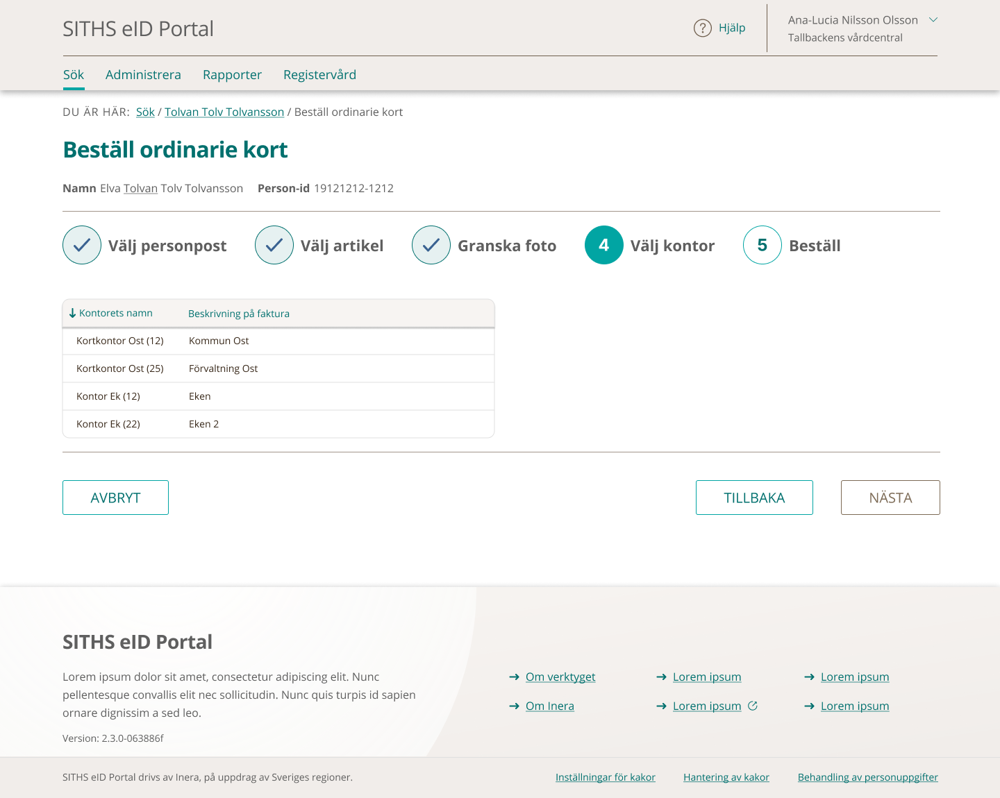 SITHS eID Portal
? Hjälp
Ana-Lucia Nilsson Olsson
Tallbackens vårdcentral
Sök Administrera Rapporter Registervård
DU ÄR HÄR: Sök / Tolvan Tolv Tolvansson / Beställ ordinarie kort
Beställ ordinarie kort
Namn Elva Tolvan Tolv Tolvansson Person-id 19121212-1212
Välj personpost Välj artikel Granska foto 4 Välj kontor 5 Beställ
Kontorets namn Beskrivning på faktura
Kortkontor Ost (12) Kommun Ost
Kortkontor Ost (25) Förvaltning Ost
Kontor Ek (12) Eken
Kontor Ek (22) Eken 2
AVBRYT TILLBAKA NÄSTA
SITHS eID Portal
Lorem ipsum dolor sit amet, consectetur adipiscing elit. Nunc
pellentesque convallis elit nec sollicitudin. Nunc quis turpis id sapien
ornare dignissim a sed leo.
Version: 2.3.0-063886f
Om verktyget Lorem ipsum Lorem ipsum
Om Inera Lorem ipsum Lorem ipsum
SITHS eID Portal drivs av Inera, på uppdrag av Sveriges regioner.
Inställningar för kakor Hantering av kakor Behandling av personuppgifter